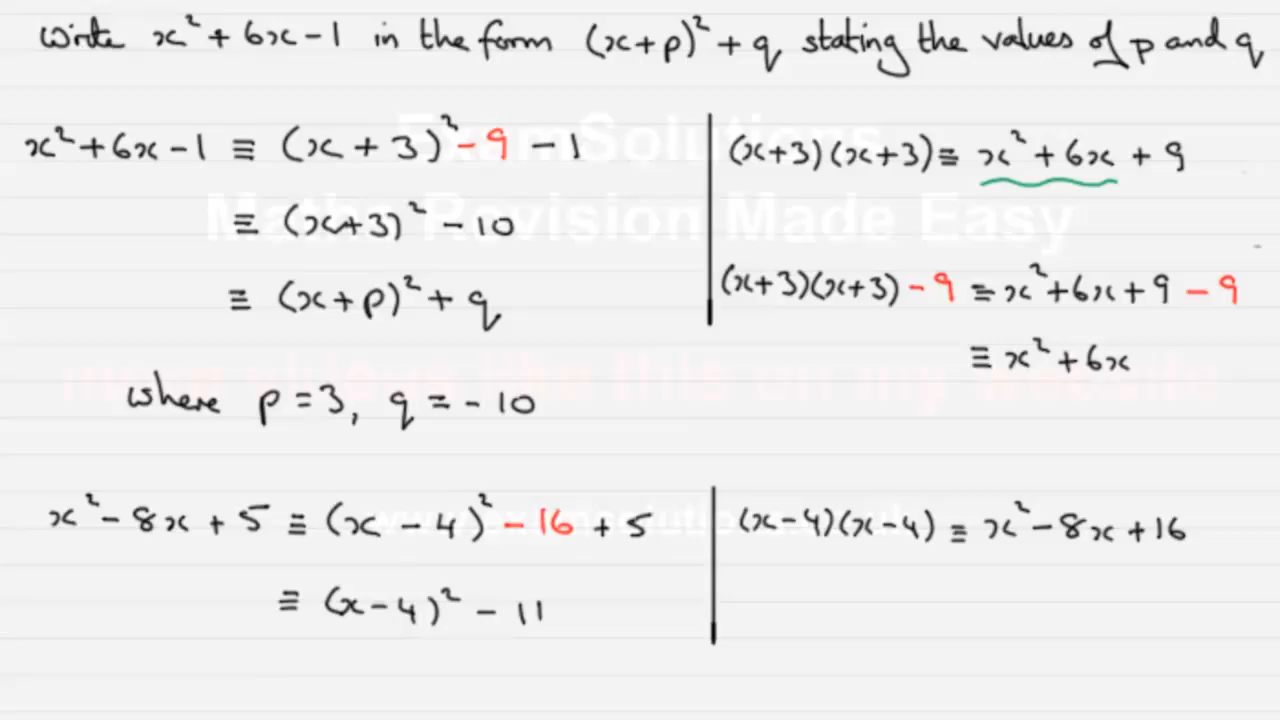 Write x² + 6x - 1 in the form (x+p)² + q stating the values of p and q
x² + 6x - 1 ≡ (x + 3)² - 9 - 1
≡ (x+3)² - 10
≡ (x+p)² + q
where p = 3, q = - 10
(x+3)(x+3) ≡ x² + 6x + 9
(x+3)(x+3) - 9 ≡ x² + 6x + 9 - 9
≡ x² + 6x
x² - 8x + 5 ≡ (x - 4)² - 16 + 5
≡ (x - 4)² - 11
(x-4)(x-4) ≡ x² - 8x + 16
ExamSolutions
Maths Revision Made Easy